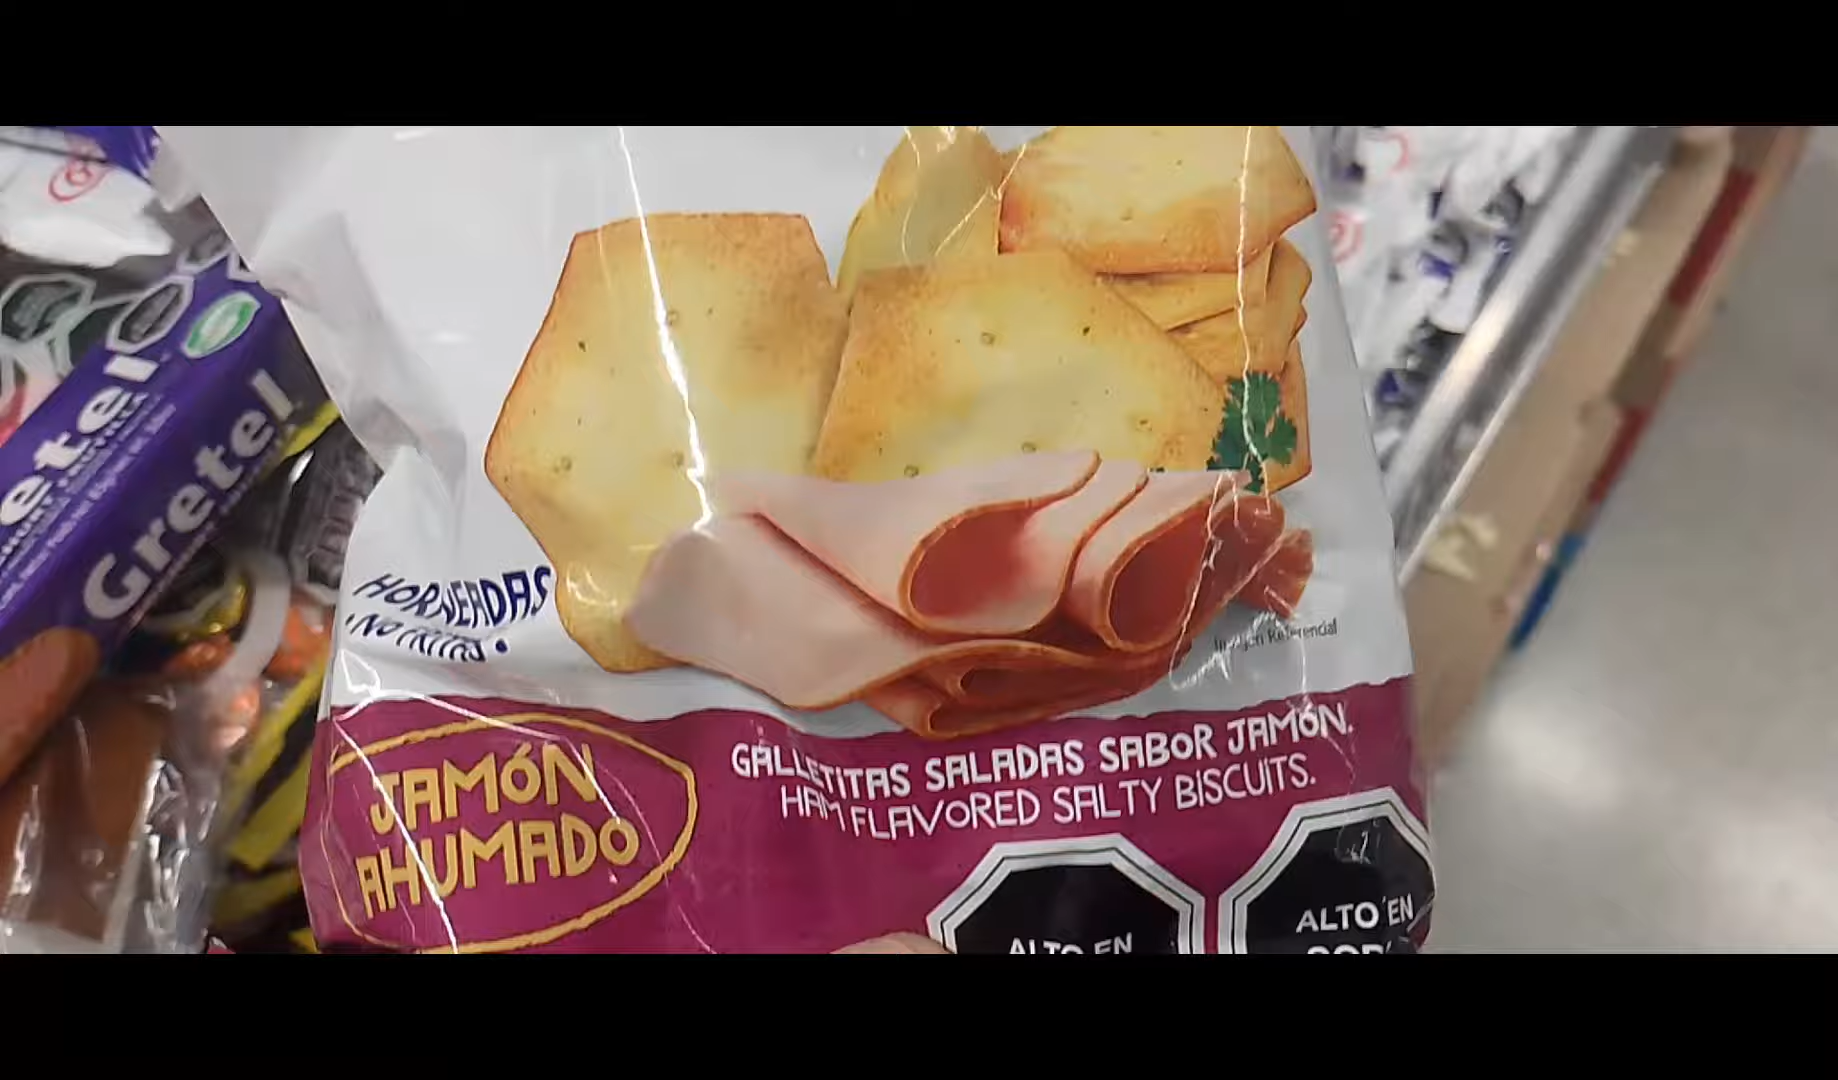 Gretel
HORNEADAS
• NO FRITAS •
Imagen Referencial
JAMÓN
AHUMADO
GALLETITAS SALADAS SABOR JAMÓN.
HAM FLAVORED SALTY BISCUITS.
ALTO EN
ALTO EN